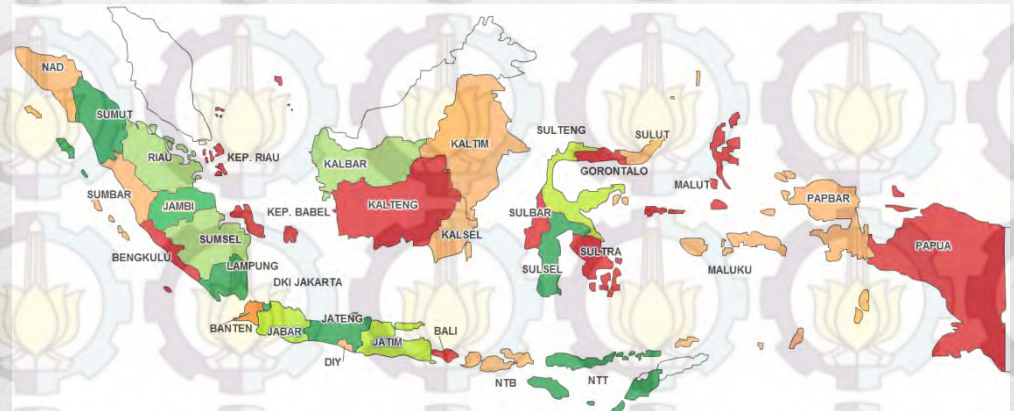 NAD
SUMUT
RIAU
KEP. RIAU
SUMBAR
JAMBI
KEP. BABEL
SUMSEL
BENGKULU
LAMPUNG
DKI JAKARTA
BANTEN
JABAR
JATENG
DIY
JATIM
BALI
NTB
NTT
KALBAR
KALTENG
KALTIM
KALSEL
SULTENG
SULUT
GORONTALO
SULBAR
SULSEL
SULTRA
MALUT
MALUKU
PAPBAR
PAPUA